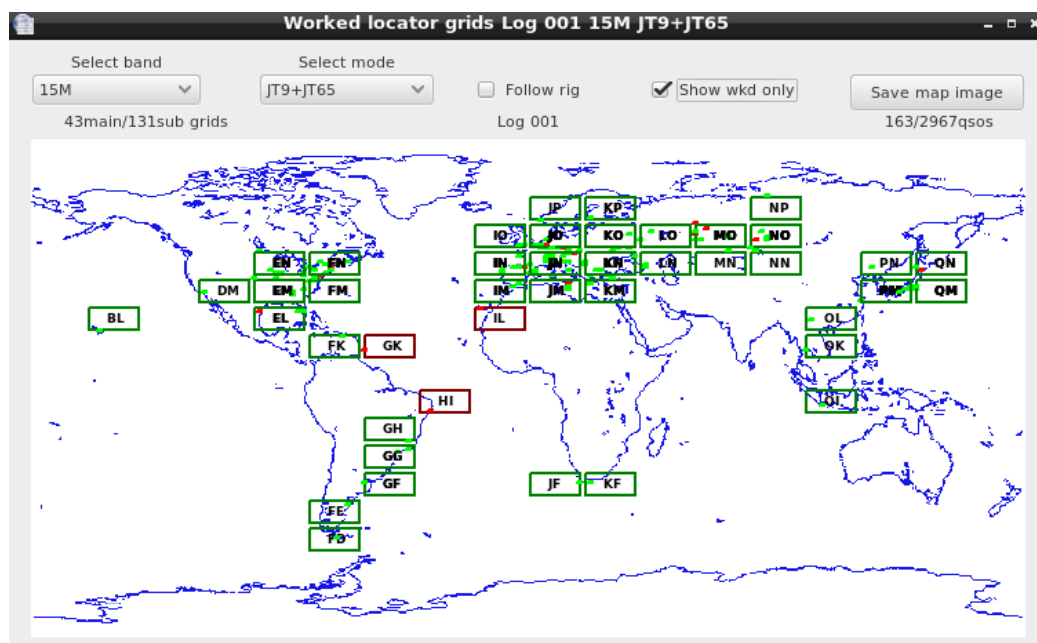 Worked locator grids Log 001 15M JT9+JT65
Select band Select mode
15M JT9+JT65 Follow rig Show wkd only Save map image
43main/131sub grids Log 001 163/2967qsos
JP KP NP
IO JO KO LO MO NO
EN FN IN JN KN LN MN NN PN QN
DM EM FM IM JM KM QM
BL EL IL OL
FK GK OK
HI OI
GH
GG
GF JF KF
FE
FD